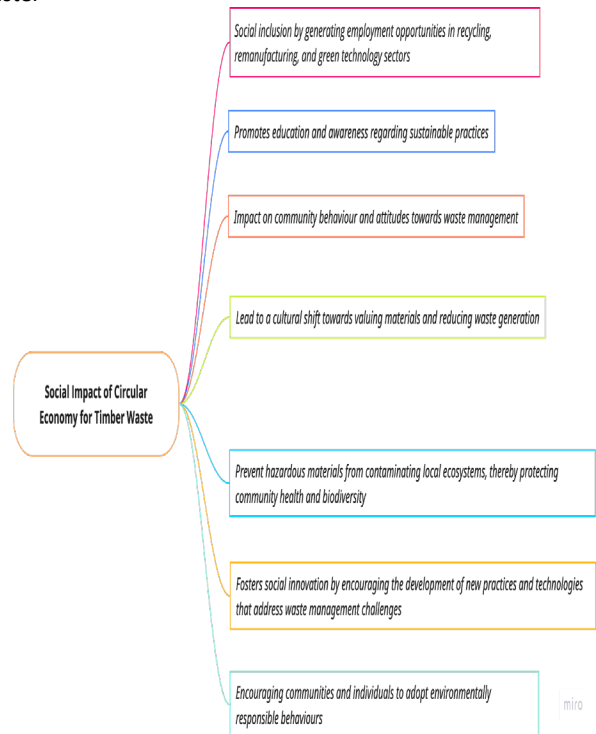 Social inclusion by generating employment opportunities in recycling,
remanufacturing, and green technology sectors
Promotes education and awareness regarding sustainable practices
Impact on community behaviour and attitudes towards waste management
Lead to a cultural shift towards valuing materials and reducing waste generation
Social Impact of Circular
Economy for Timber Waste
Prevent hazardous materials from contaminating local ecosystems, thereby protecting
community health and biodiversity
Fosters social innovation by encouraging the development of new practices and technologies
that address waste management challenges
Encouraging communities and individuals to adopt environmentally
responsible behaviours
miro